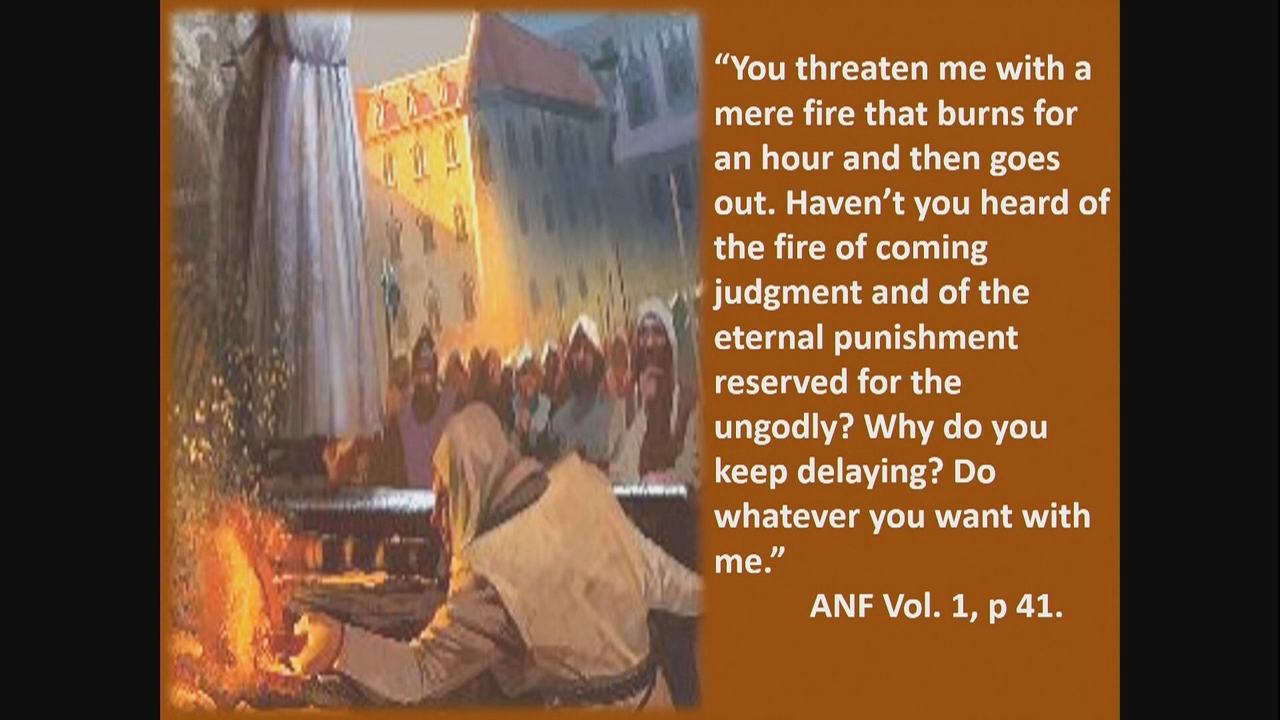 “You threaten me with a
mere fire that burns for
an hour and then goes
out. Haven’t you heard of
the fire of coming
judgment and of the
eternal punishment
reserved for the
ungodly? Why do you
keep delaying? Do
whatever you want with
me.”
ANF Vol. 1, p 41.